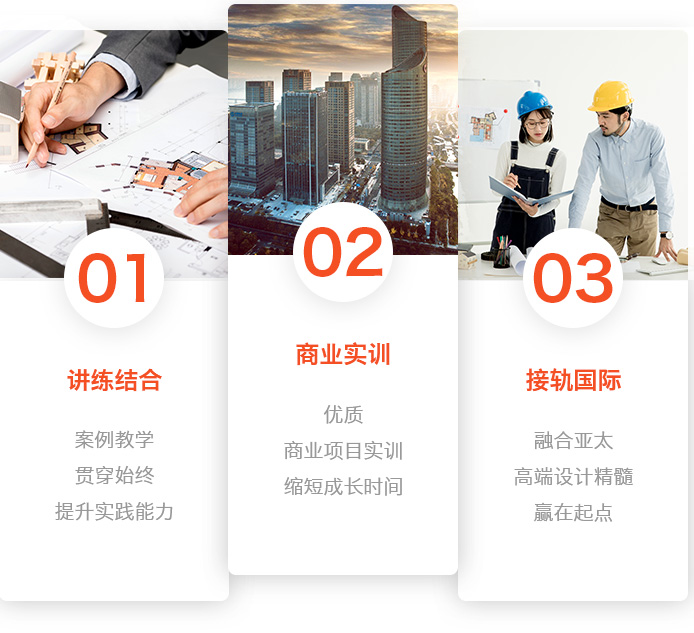 01
讲练结合
案例教学
贯穿始终
提升实践能力
02
商业实训
优质
商业项目实训
缩短成长时间
03
接轨国际
融合亚太
高端设计精髓
赢在起点